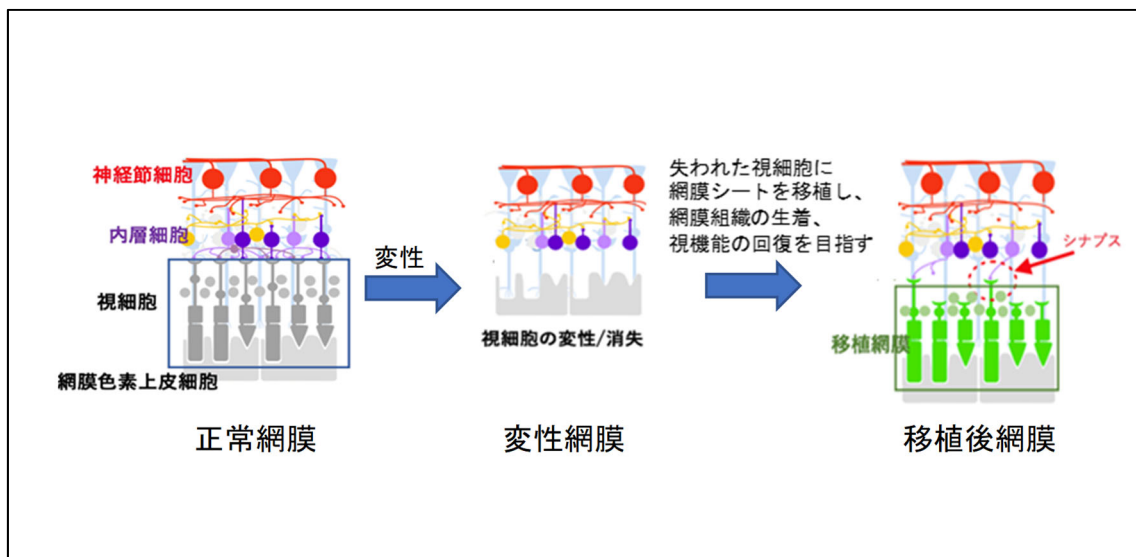 神経節細胞
内層細胞
視細胞
網膜色素上皮細胞
正常網膜
変性
視細胞の変性/消失
変性網膜
失われた視細胞に
網膜シートを移植し、
網膜組織の生着、
視機能の回復を目指す
シナプス
移植網膜
移植後網膜